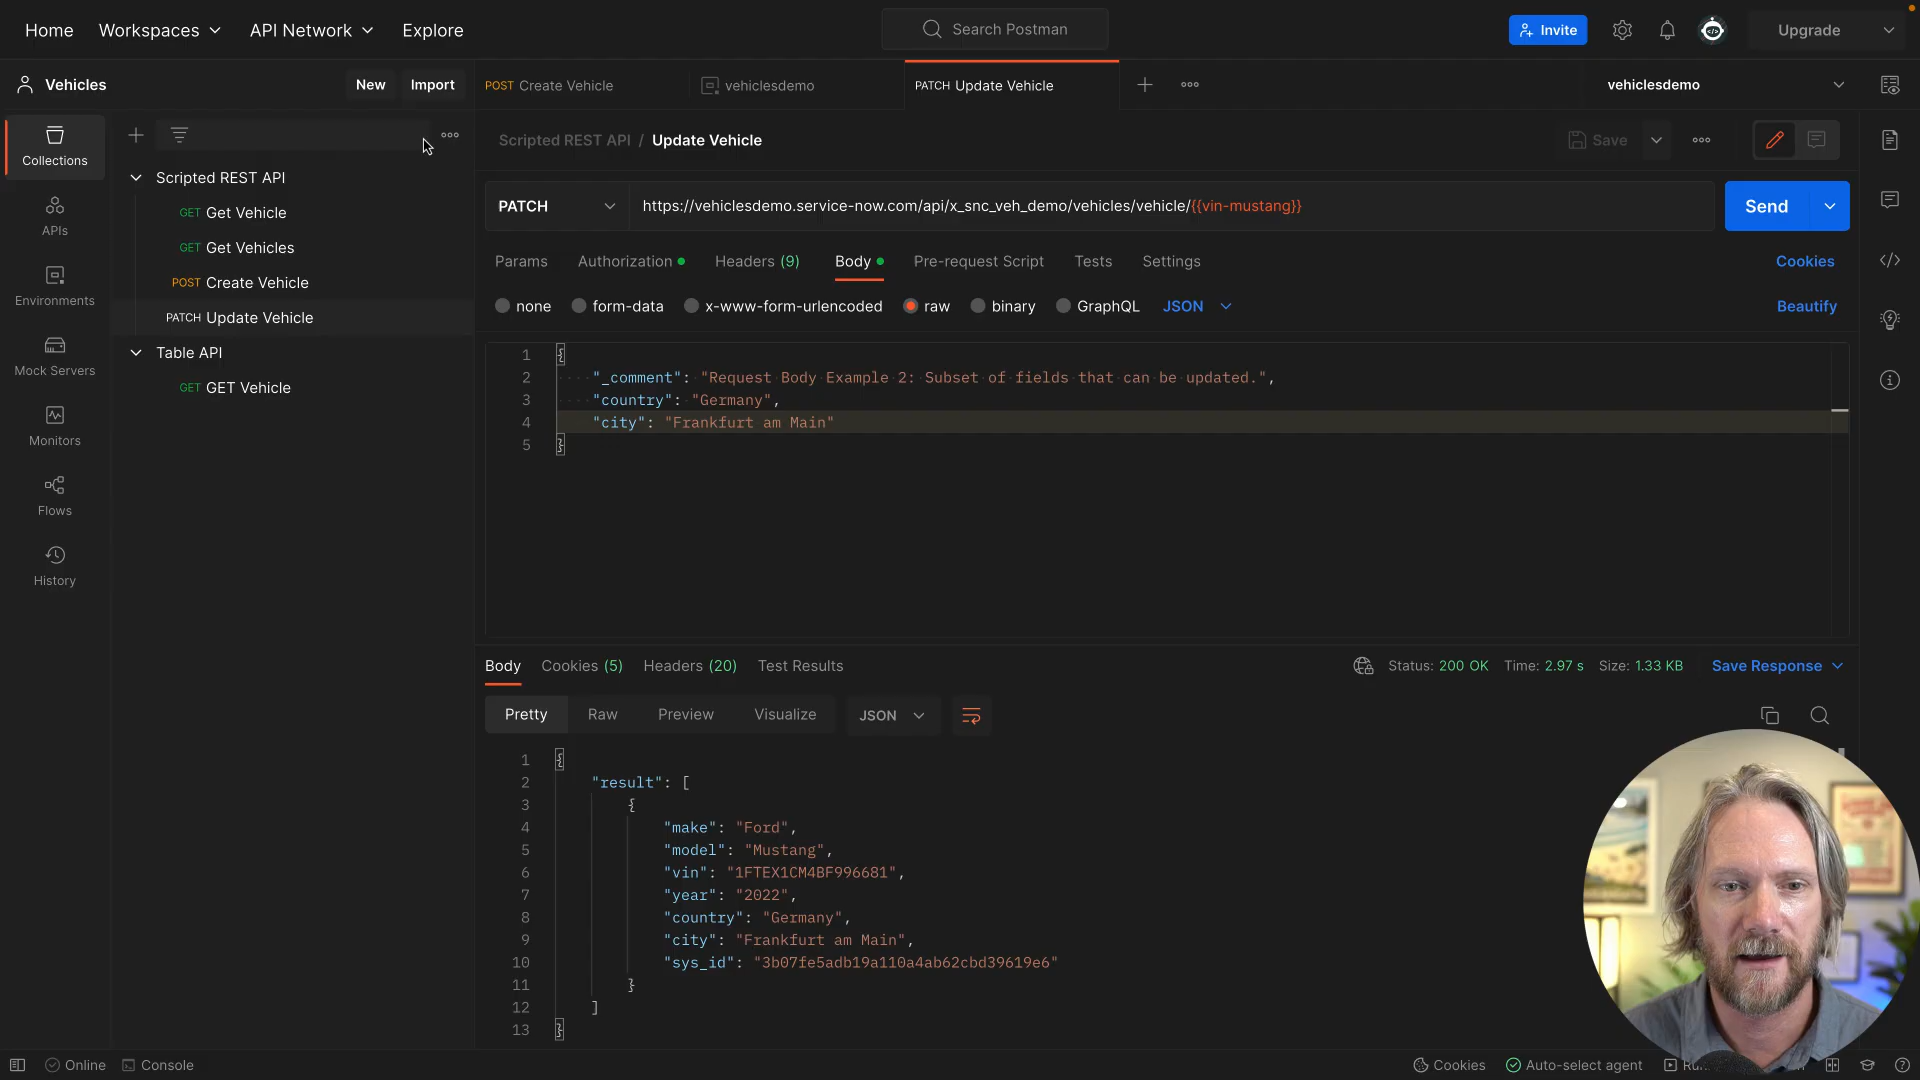 Home Workspaces API Network Explore Search Postman Invite Upgrade
Vehicles New Import POST Create Vehicle vehiclesdemo PATCH Update Vehicle vehiclesdemo
Collections
APIs
Environments
Mock Servers
Monitors
Flows
History
Scripted REST API
GET Get Vehicle
GET Get Vehicles
POST Create Vehicle
PATCH Update Vehicle
Table API
GET GET Vehicle
Scripted REST API / Update Vehicle Save
PATCH https://vehiclesdemo.service-now.com/api/x_snc_veh_demo/vehicles/vehicle/{{vin-mustang}} Send
Params Authorization Headers (9) Body Pre-request Script Tests Settings Cookies
none form-data x-www-form-urlencoded raw binary GraphQL JSON Beautify
1 {
2 "_comment": "Request Body Example 2: Subset of fields that can be updated.",
3 "country": "Germany",
4 "city": "Frankfurt am Main"
5 }
Body Cookies (5) Headers (20) Test Results Status: 200 OK Time: 2.97 s Size: 1.33 KB Save Response
Pretty Raw Preview Visualize JSON
1 {
2 "result": [
3 {
4 "make": "Ford",
5 "model": "Mustang",
6 "vin": "1FTEX1CM4BF996681",
7 "year": "2022",
8 "country": "Germany",
9 "city": "Frankfurt am Main",
10 "sys_id": "3b07fe5adb19a110a4ab62cbd39619e6"
11 }
12 ]
13 }
Online Console Cookies Auto-select agent